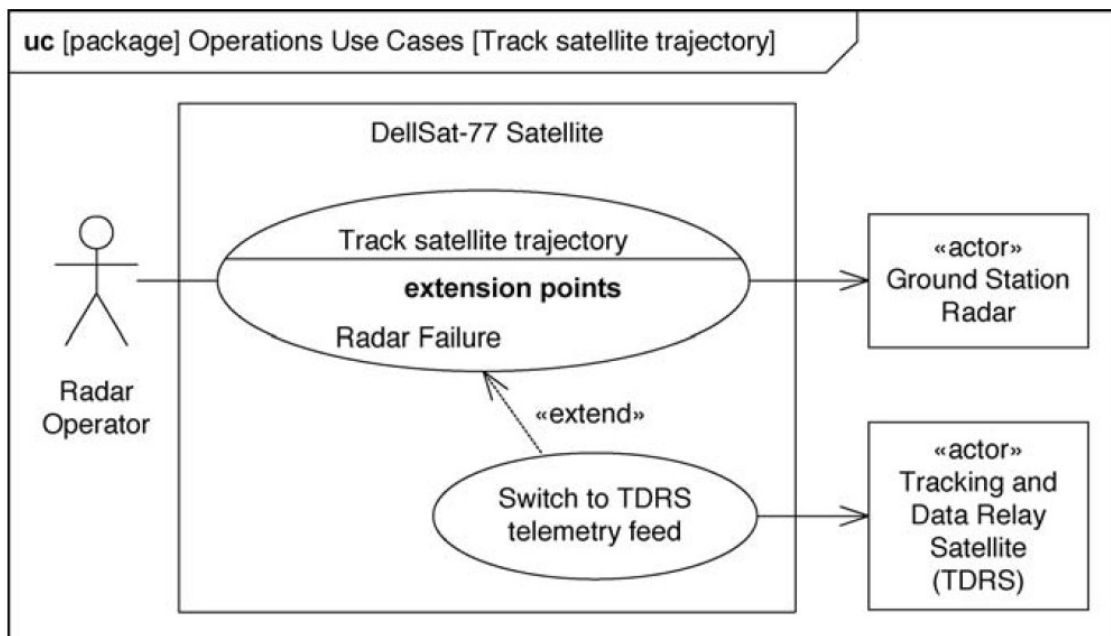 uc [package] Operations Use Cases [Track satellite trajectory]
DellSat-77 Satellite
Track satellite trajectory
extension points
Radar Failure
Radar
Operator
«extend»
Switch to TDRS
telemetry feed
«actor»
Ground Station
Radar
«actor»
Tracking and
Data Relay
Satellite
(TDRS)